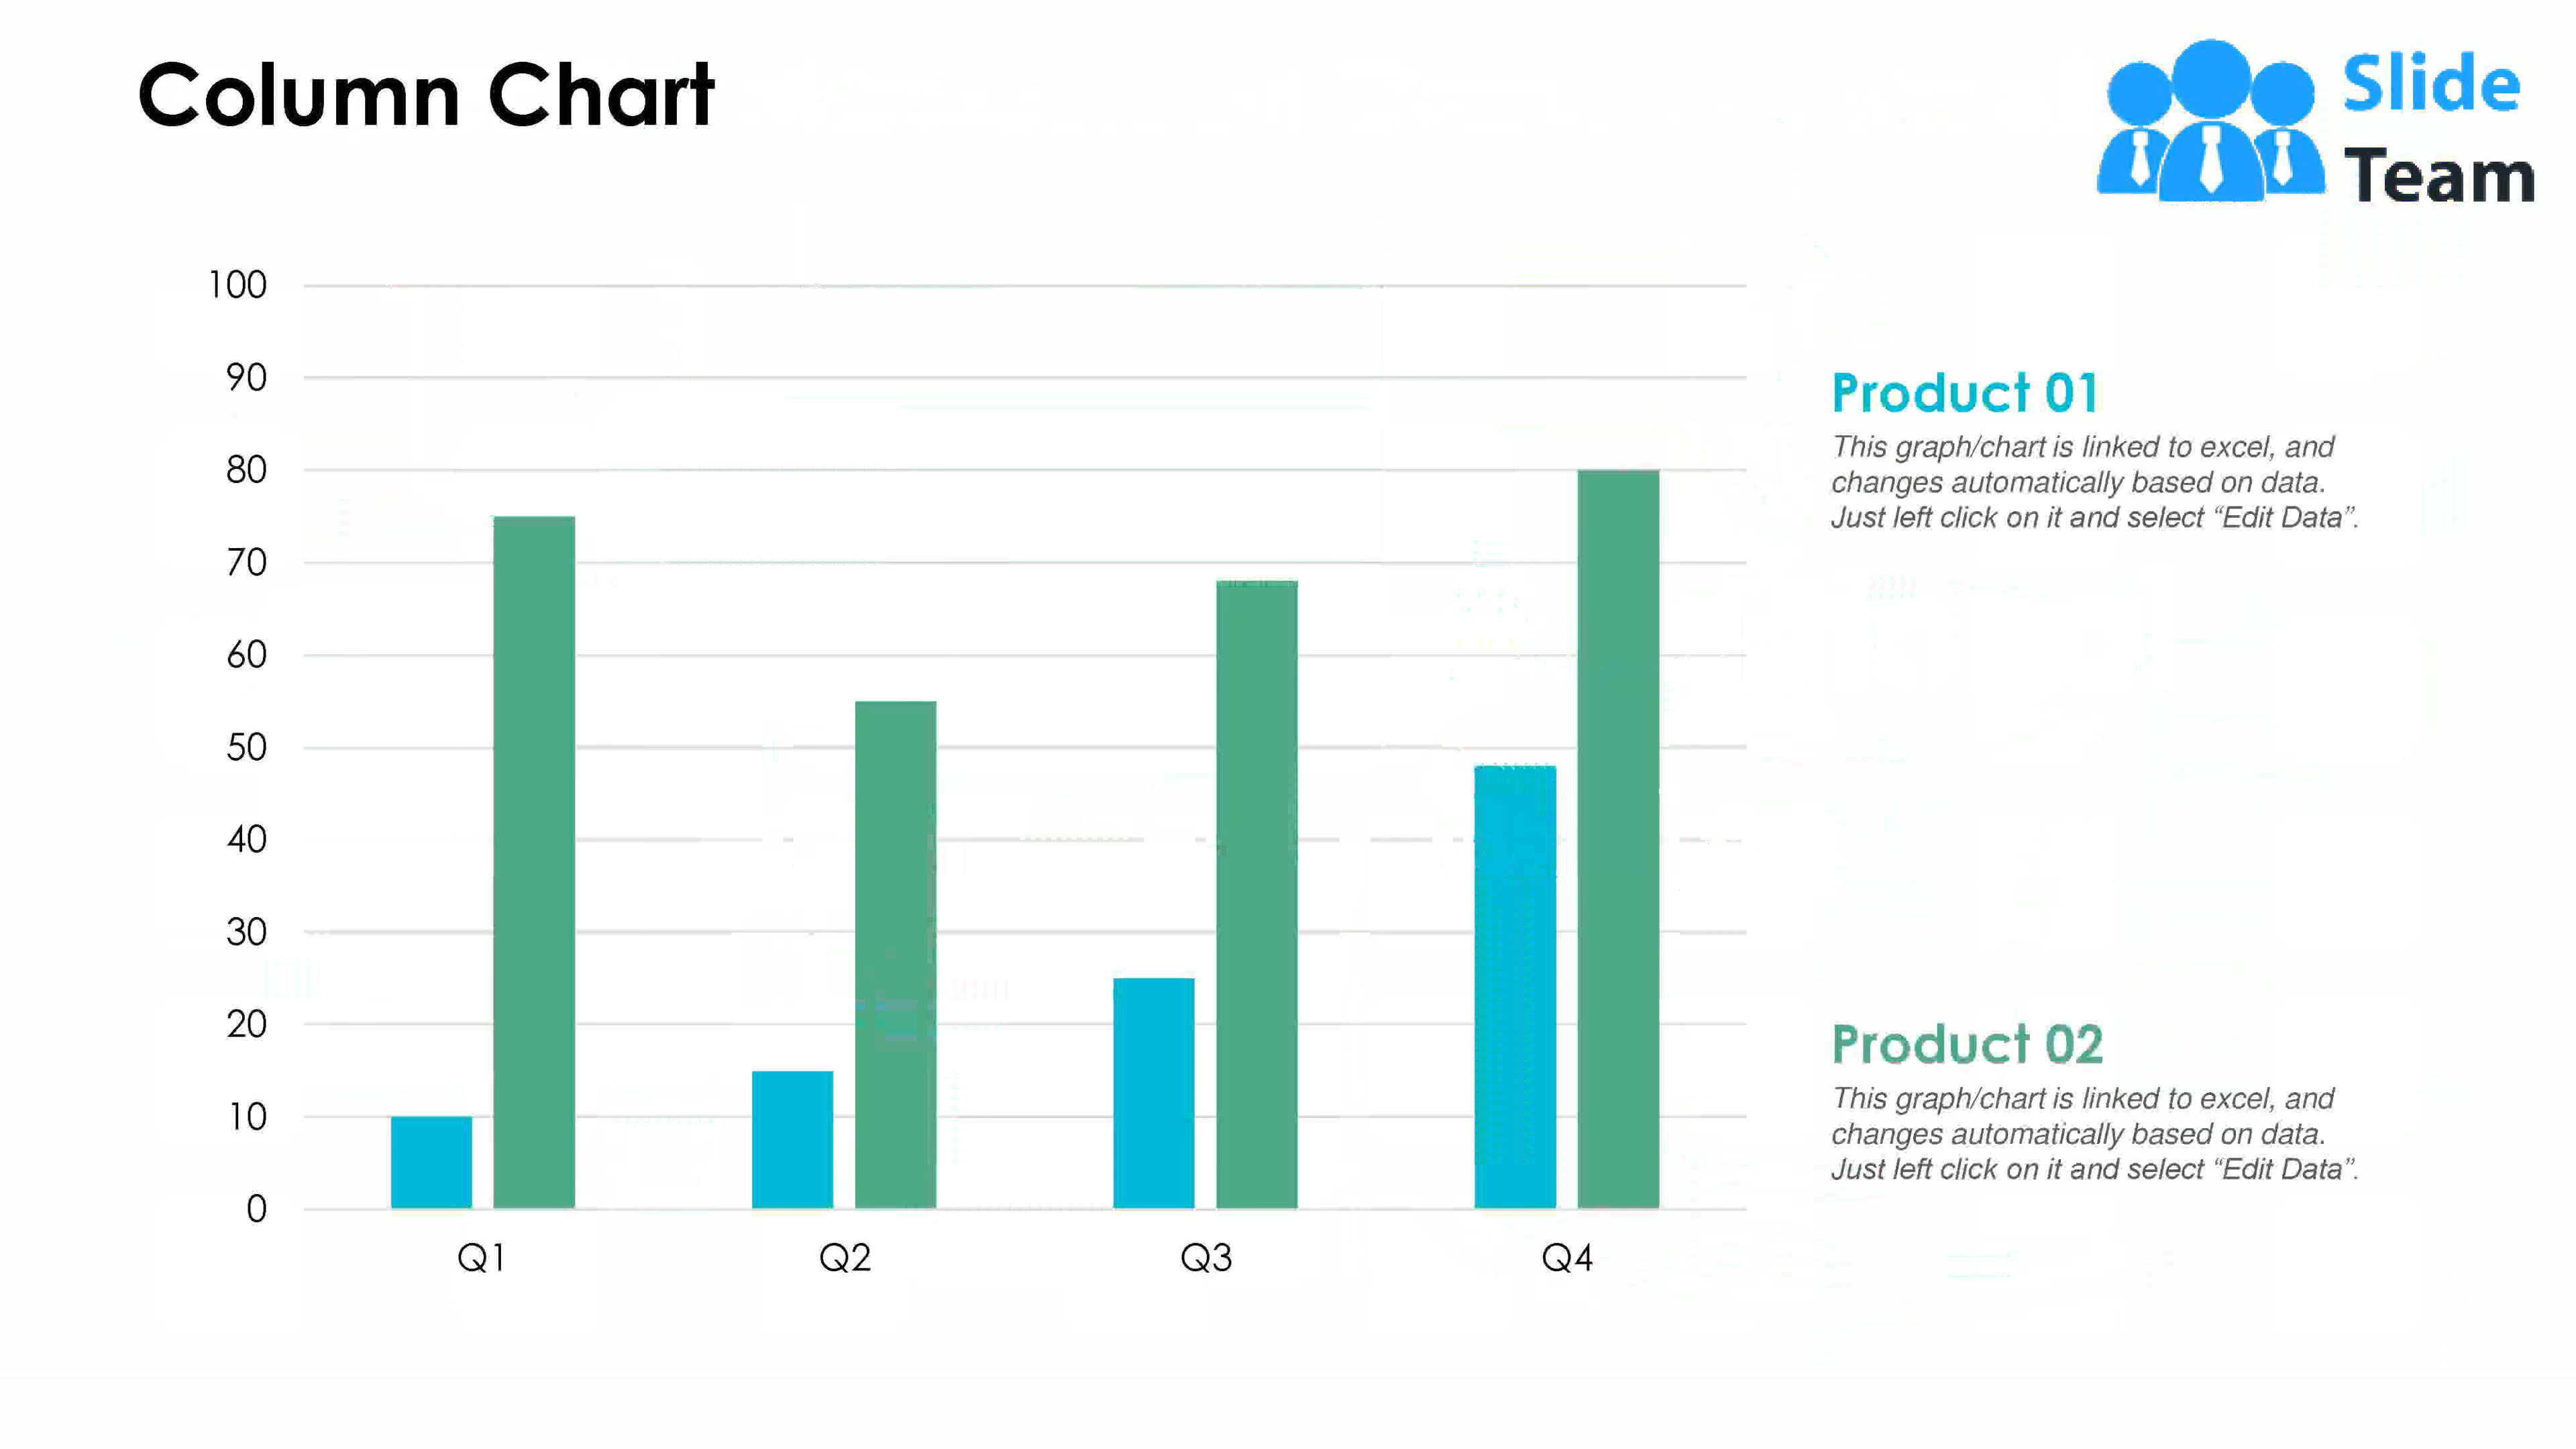 Column Chart
Slide
Team
100
90
80
70
60
50
40
30
20
10
0
Q1
Q2
Q3
Q4
Product 01
This graph/chart is linked to excel, and
changes automatically based on data.
Just left click on it and select “Edit Data”.
Product 02
This graph/chart is linked to excel, and
changes automatically based on data.
Just left click on it and select “Edit Data”.